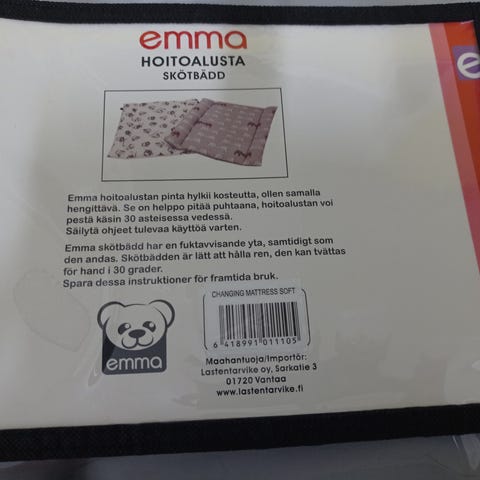 emma
HOITOALUSTA
SKÖTBÄDD
e
Emma hoitoalustan pinta hylkii kosteutta, ollen samalla
hengittävä. Se on helppo pitää puhtaana, hoitoalustan voi
pestä käsin 30 asteisessa vedessä.
Säilytä ohjeet tulevaa käyttöä varten.
Emma skötbädd har en fuktavvisande yta, samtidigt som
den andas. Skötbädden är lätt att hålla ren, den kan tvättas
för hand i 30 grader.
Spara dessa instruktioner för framtida bruk.
CHANGING MATTRESS SOFT
6 418991 011105
emma
Maahantuoja/Importör:
Lastentarvike oy, Sarkatie 3
01720 Vantaa
www.lastentarvike.fi